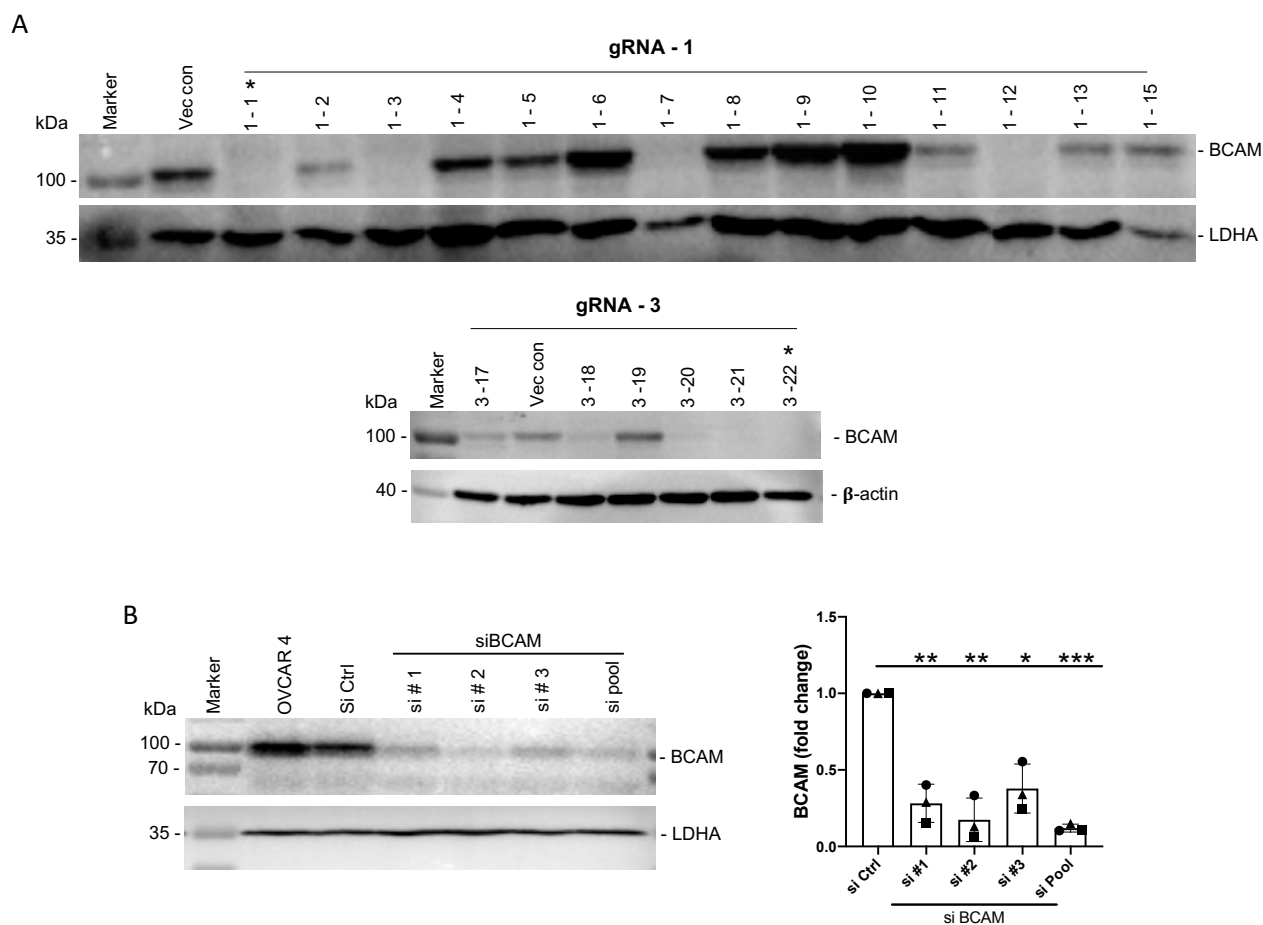 A
gRNA - 1
kDa
Marker
Vec con
1 - 1 *
1 - 2
1 - 3
1 - 4
1 - 5
1 - 6
1 - 7
1 - 8
1 - 9
1 - 10
1 - 11
1 - 12
1 - 13
1 - 15
100 -
- BCAM
35 -
- LDHA
gRNA - 3
kDa
Marker
3 -17
Vec con
3 -18
3 -19
3 -20
3 -21
3 -22 *
100 -
- BCAM
40 -
- β-actin
B
siBCAM
kDa
Marker
OVCAR 4
Si Ctrl
si # 1
si # 2
si # 3
si pool
100 -
70 -
- BCAM
35 -
- LDHA
BCAM (fold change)
1.5
1.0
0.5
0.0
** ** * ***
si Ctrl
si #1
si #2
si #3
si Pool
si BCAM